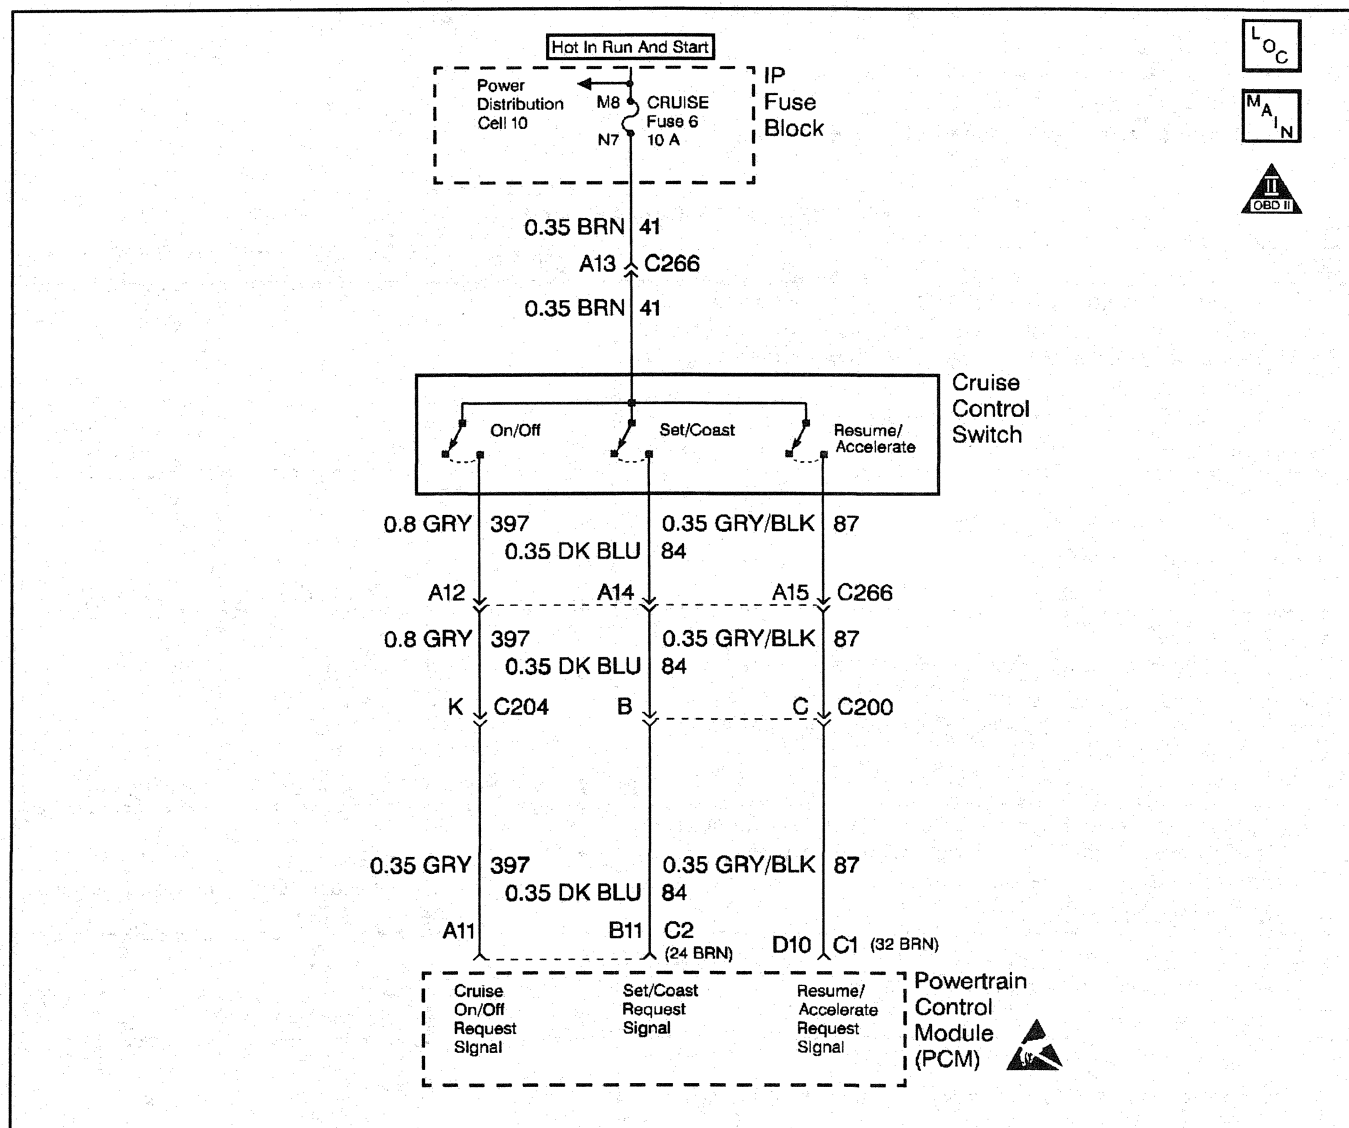 Hot In Run And Start
L
O
C
M
A
I
N
II
OBD II
Power
Distribution
Cell 10
M8
N7
CRUISE
Fuse 6
10 A
IP
Fuse
Block
0.35 BRN 41
A13 C266
0.35 BRN 41
Cruise
Control
Switch
On/Off
Set/Coast
Resume/
Accelerate
0.8 GRY 397 0.35 GRY/BLK 87
0.35 DK BLU 84
A12 A14 A15 C266
0.8 GRY 397 0.35 GRY/BLK 87
0.35 DK BLU 84
K C204 B C C200
0.35 GRY 397 0.35 GRY/BLK 87
0.35 DK BLU 84
A11 B11 C2
(24 BRN)
D10 C1 (32 BRN)
Cruise
On/Off
Request
Signal
Set/Coast
Request
Signal
Resume/
Accelerate
Request
Signal
Powertrain
Control
Module
(PCM)